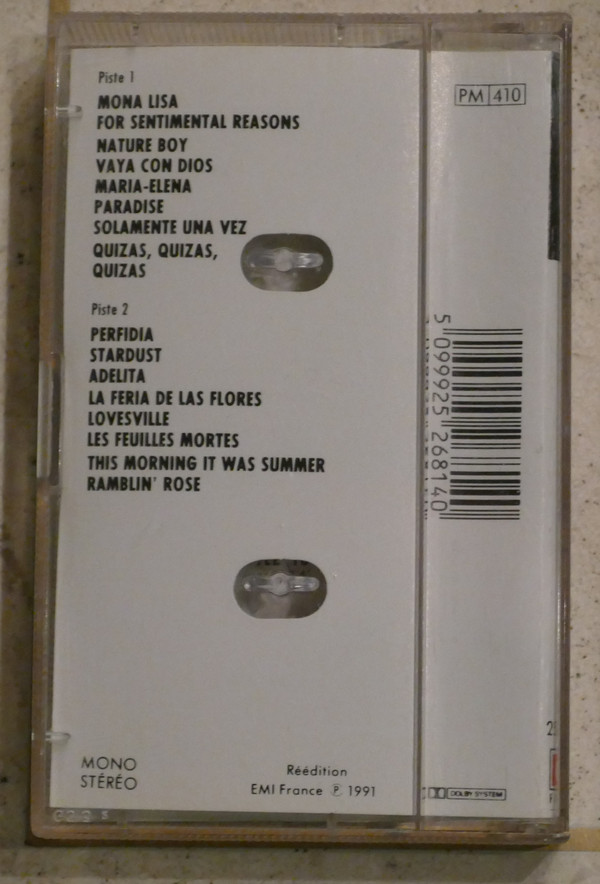 Piste 1
MONA LISA
FOR SENTIMENTAL REASONS
NATURE BOY
VAYA CON DIOS
MARIA-ELENA
PARADISE
SOLAMENTE UNA VEZ
QUIZAS, QUIZAS,
QUIZAS
Piste 2
PERFIDIA
STARDUST
ADELITA
LA FERIA DE LAS FLORES
LOVESVILLE
LES FEUILLES MORTES
THIS MORNING IT WAS SUMMER
RAMBLIN' ROSE
MONO
STÉRÉO
Réédition
EMI France ℗ 1991
PM 410
5 099925 268140
DOLBY SYSTEM